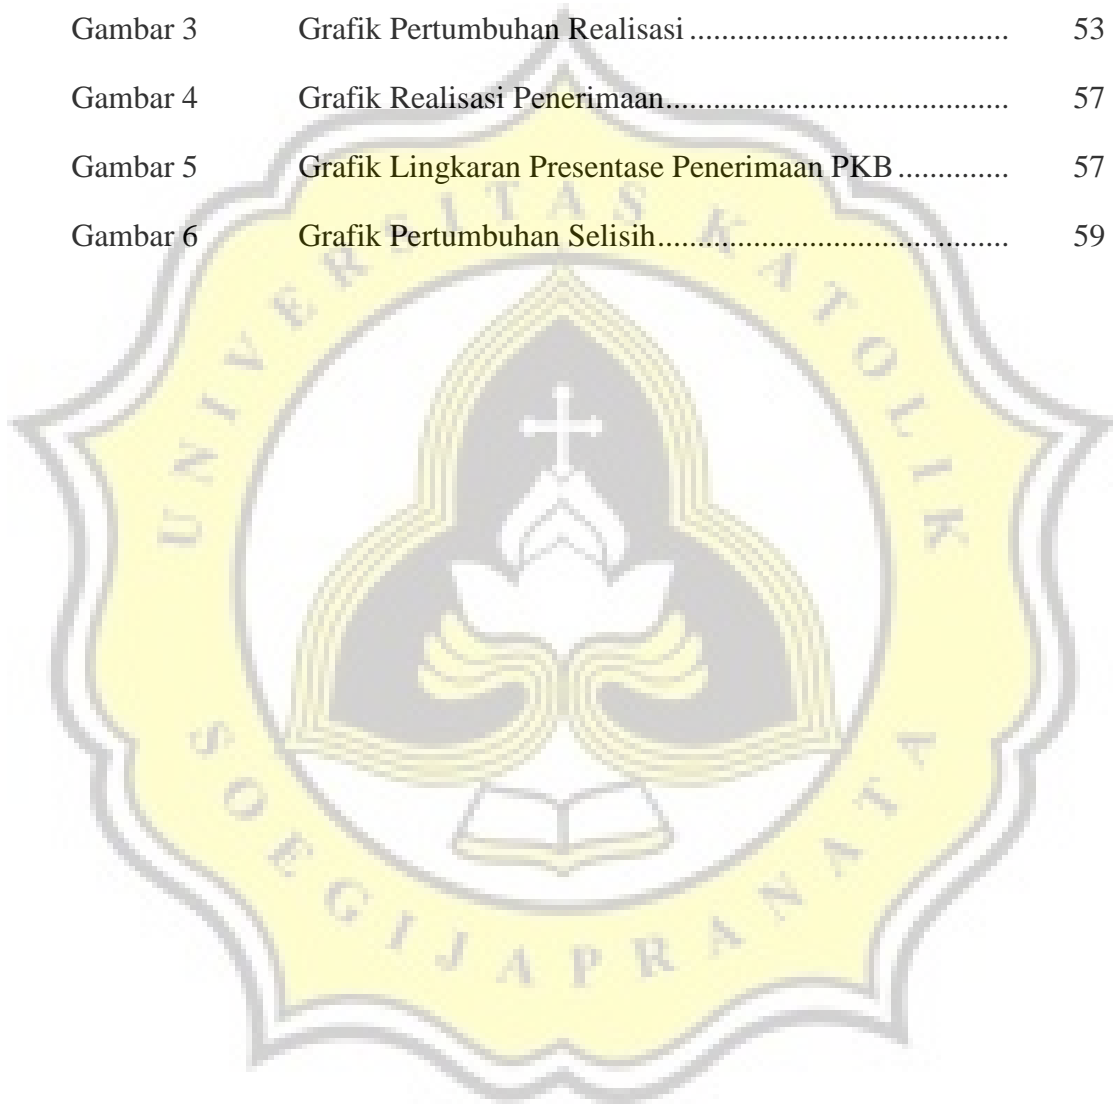 Gambar 3 Grafik Pertumbuhan Realisasi ........................................ 53
Gambar 4 Grafik Realisasi Penerimaan ........................................... 57
Gambar 5 Grafik Lingkaran Presentase Penerimaan PKB .............. 57
Gambar 6 Grafik Pertumbuhan Selisih ............................................ 59
UNIVERSITAS KATOLIK
SOEGIJAPRANATA